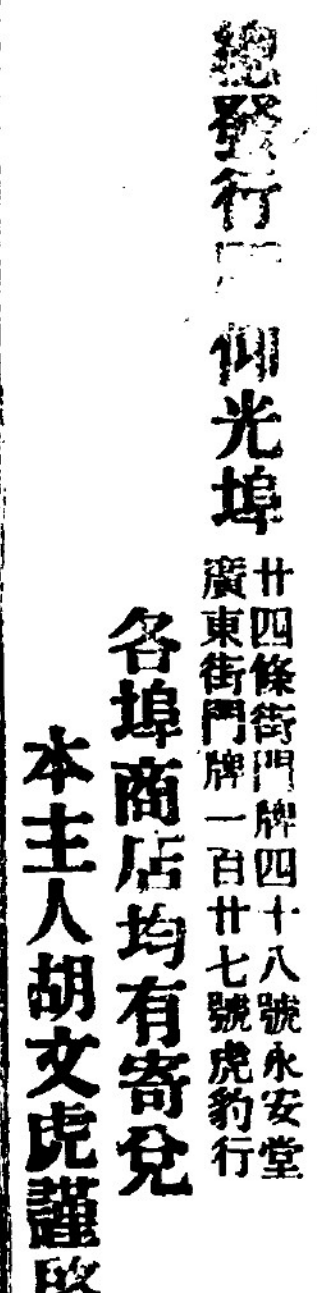 總發行所 仰光埠
廿四條街門牌四十八號永安堂
廣東街門牌一百廿七號虎豹行
各埠商店均有寄兌
本主人胡文虎謹啟